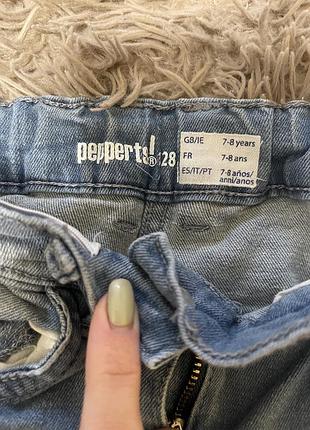 pepperts!® 128
GB/IE 7-8 years
FR 7-8 ans
ES/IT/PT 7-8 años/
anni/anos